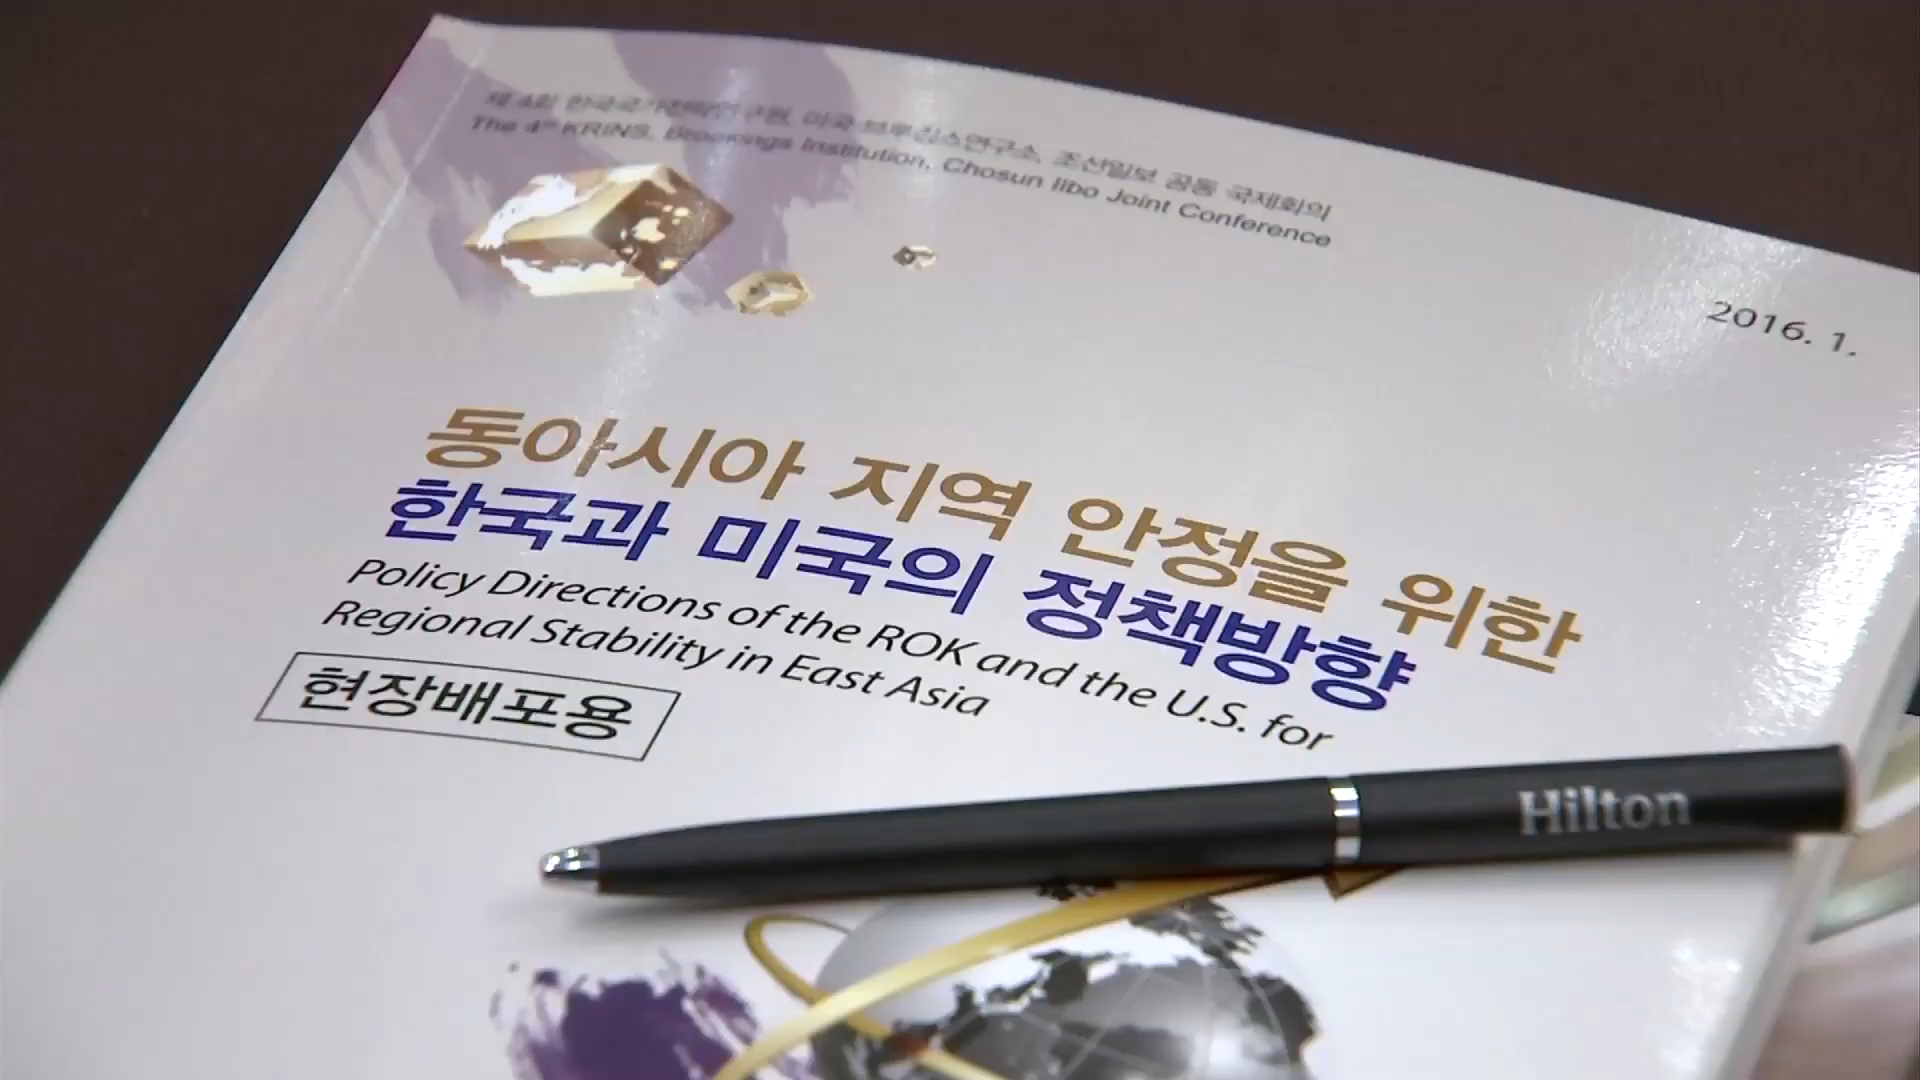 제 4회 한국국가전략연구원, 미국 브루킹스연구소, 조선일보 공동 국제회의
The 4th KRINS, Brookings Institution, Chosun Ilbo Joint Conference
2016. 1.
동아시아 지역 안정을 위한
한국과 미국의 정책방향
Policy Directions of the ROK and the U.S. for
Regional Stability in East Asia
현장배포용
Hilton